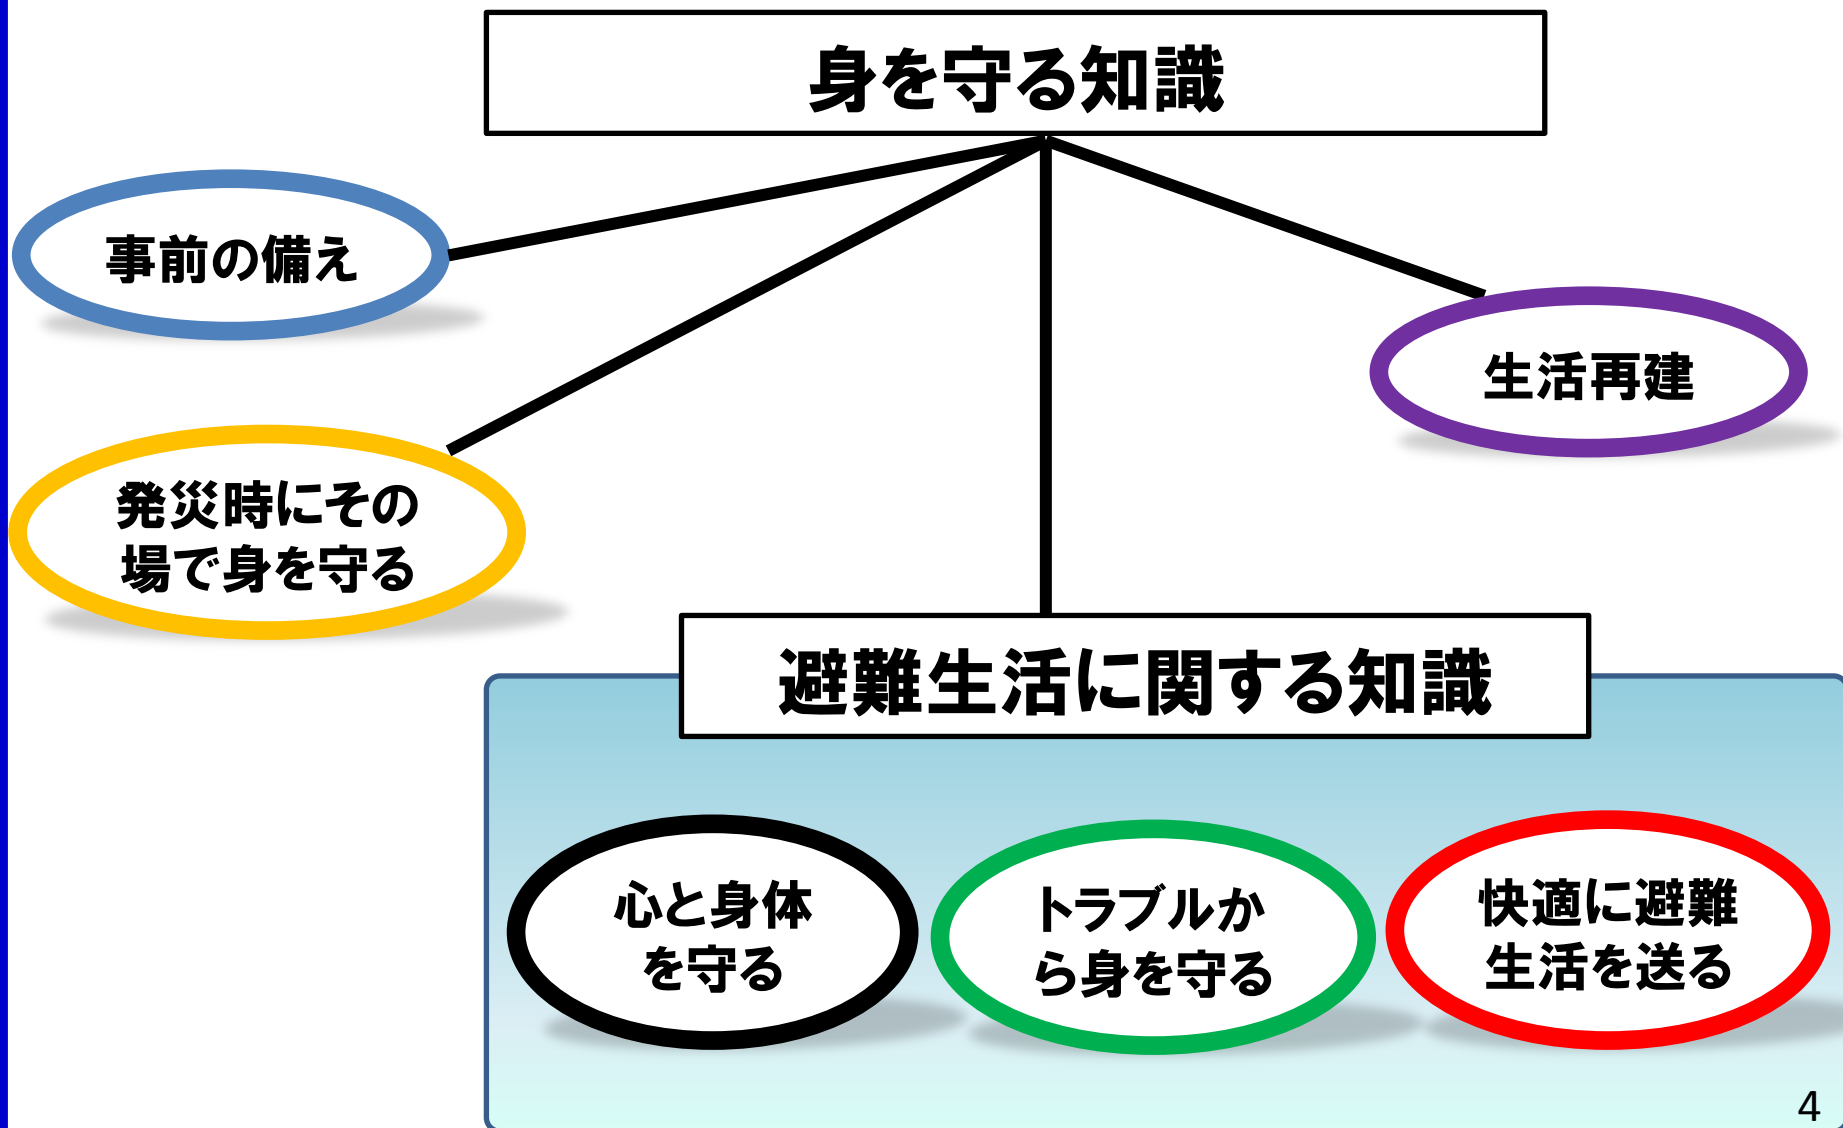 身を守る知識
事前の備え
生活再建
発災時にその
場で身を守る
避難生活に関する知識
心と身体
を守る
トラブルか
ら身を守る
快適に避難
生活を送る
4